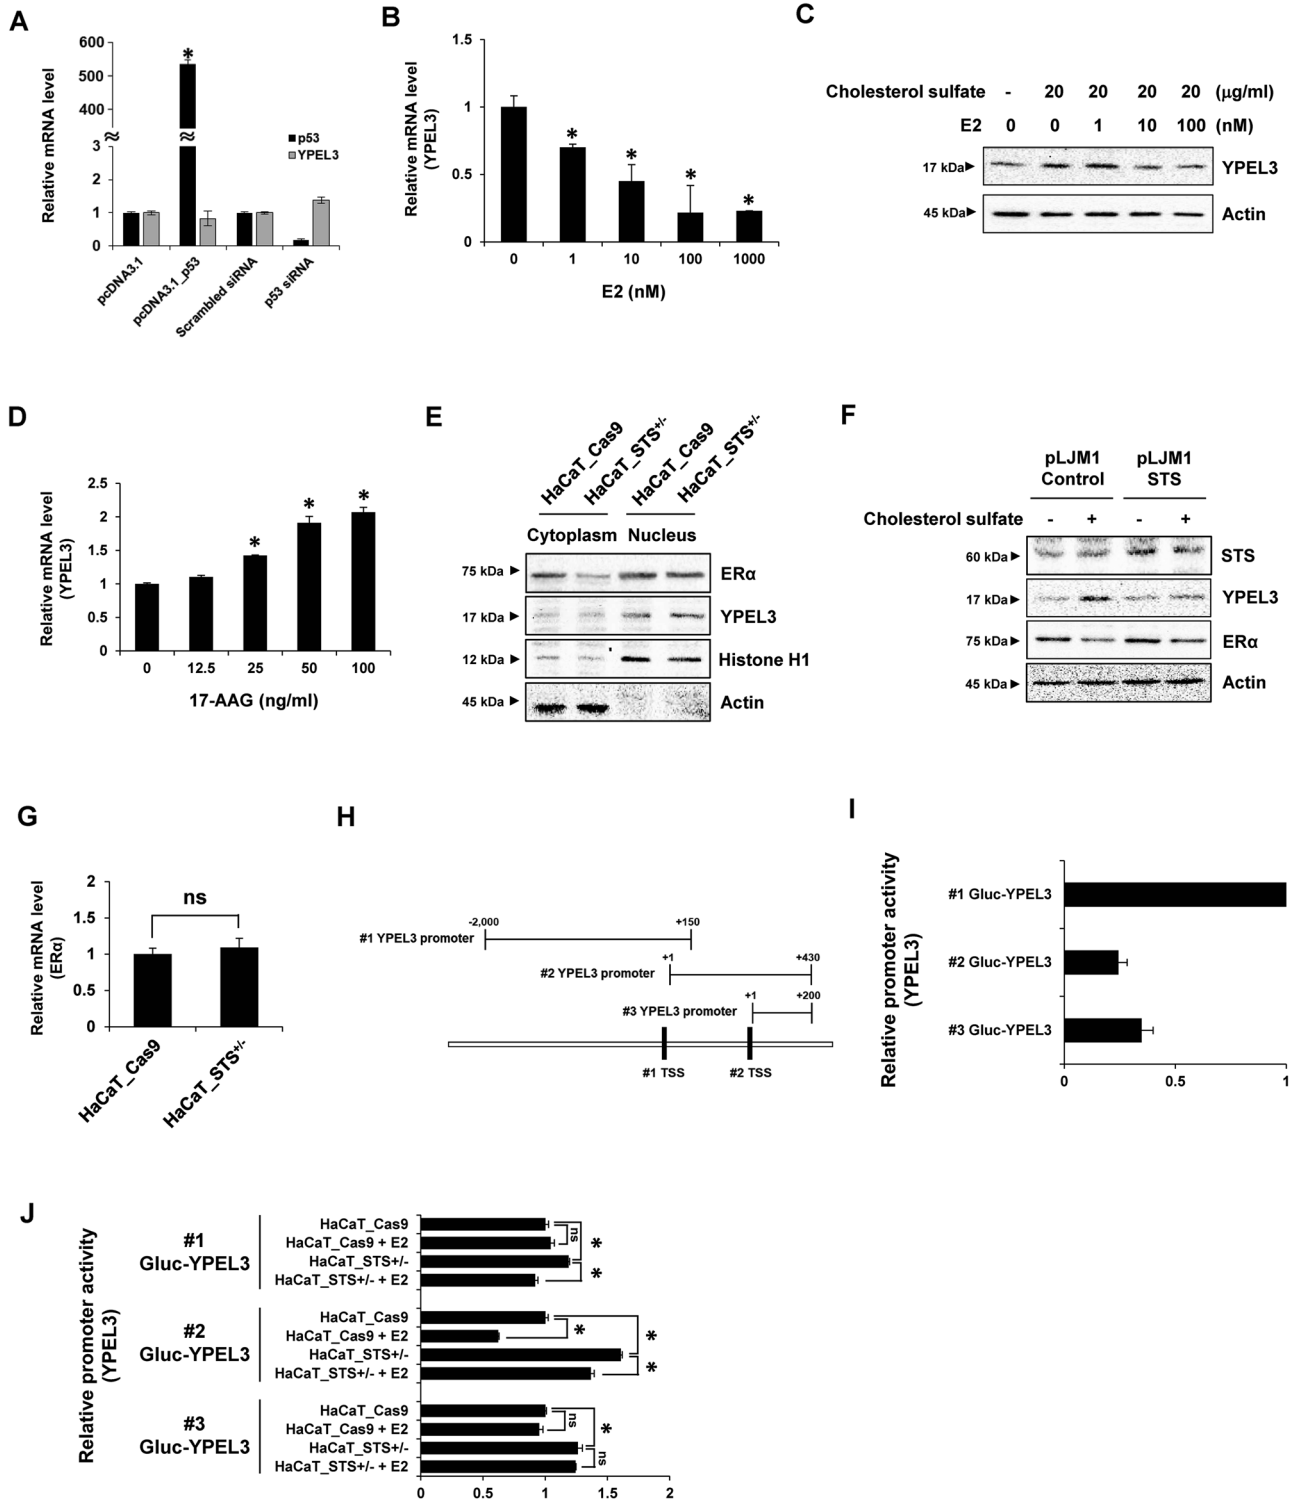 A
Relative mRNA level
600
500
400
3
2
1
0
*
p53
YPEL3
pcDNA3.1
pcDNA3.1_p53
Scrambled siRNA
p53 siRNA
B
Relative mRNA level
(YPEL3)
1.5
1
0.5
0
* * * *
0 1 10 100 1000
E2 (nM)
C
Cholesterol sulfate - 20 20 20 20 (μg/ml)
E2 0 0 1 10 100 (nM)
17 kDa YPEL3
45 kDa Actin
D
Relative mRNA level
(YPEL3)
2.5
2
1.5
1
0.5
0
* * *
0 12.5 25 50 100
17-AAG (ng/ml)
E
HaCaT_Cas9
HaCaT_STS+/-
HaCaT_Cas9
HaCaT_STS+/-
Cytoplasm Nucleus
75 kDa ERα
17 kDa YPEL3
12 kDa Histone H1
45 kDa Actin
F
pLJM1 pLJM1
Control STS
Cholesterol sulfate - + - +
60 kDa STS
17 kDa YPEL3
75 kDa ERα
45 kDa Actin
G
Relative mRNA level
(ERα)
2
1.5
1
0.5
0
ns
HaCaT_Cas9
HaCaT_STS+/-
H
-2,000 +150
#1 YPEL3 promoter
+1 +430
#2 YPEL3 promoter
+1 +200
#3 YPEL3 promoter
#1 TSS #2 TSS
I
Relative promoter activity
(YPEL3)
#1 Gluc-YPEL3
#2 Gluc-YPEL3
#3 Gluc-YPEL3
0 0.5 1
J
Relative promoter activity
(YPEL3)
#1
Gluc-YPEL3
HaCaT_Cas9
HaCaT_Cas9 + E2
HaCaT_STS+/-
HaCaT_STS+/- + E2
ns
*
*
#2
Gluc-YPEL3
HaCaT_Cas9
HaCaT_Cas9 + E2
HaCaT_STS+/-
HaCaT_STS+/- + E2
*
*
*
#3
Gluc-YPEL3
HaCaT_Cas9
HaCaT_Cas9 + E2
HaCaT_STS+/-
HaCaT_STS+/- + E2
ns
*
ns
0 0.5 1 1.5 2